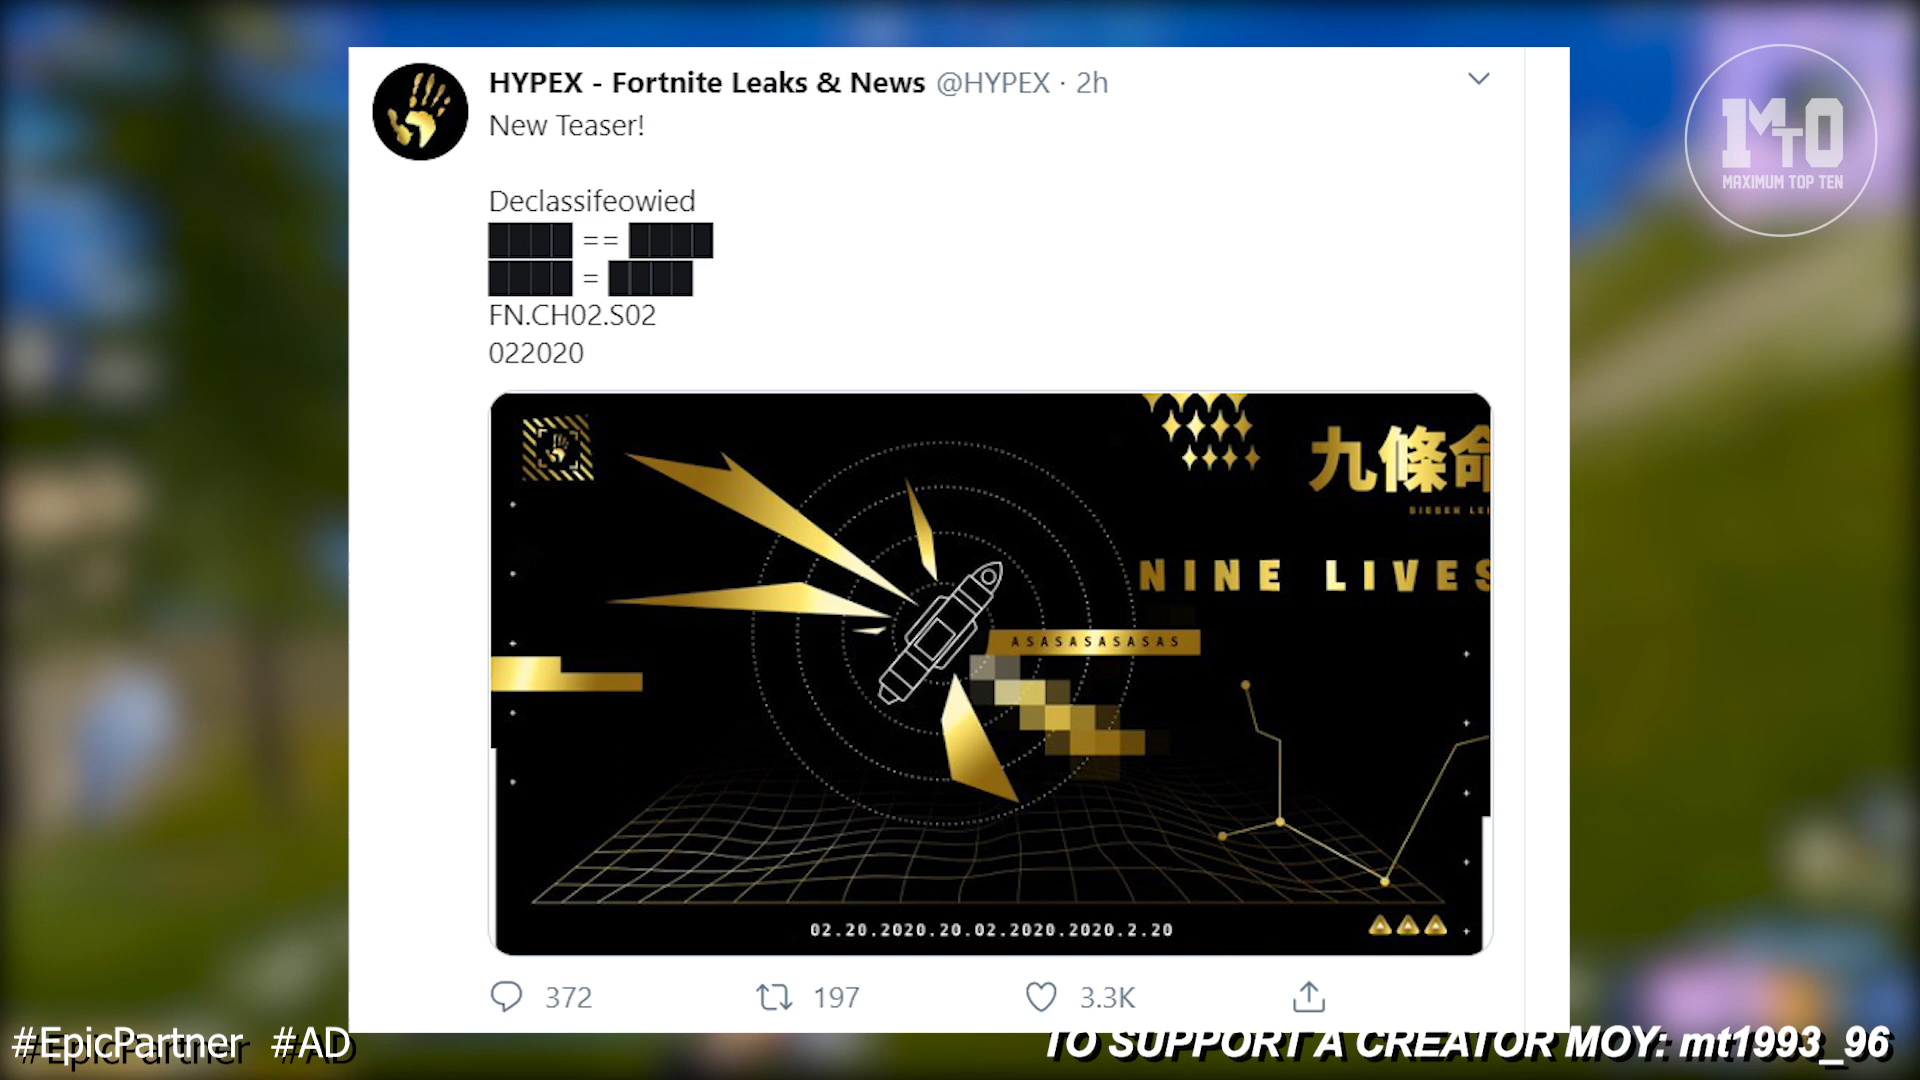 HYPEX - Fortnite Leaks & News @HYPEX · 2h
New Teaser!
Declassifeowied
████ == ████
████ = ████
FN.CH02.S02
022020
九條命
NINE LIVES
ASASASASASAS
02.20.2020.20.02.2020.2020.2.20
372 197 3.3K
1MT0
MAXIMUM TOP TEN
#EpicPartner #AD
TO SUPPORT A CREATOR MOY: mt1993_96